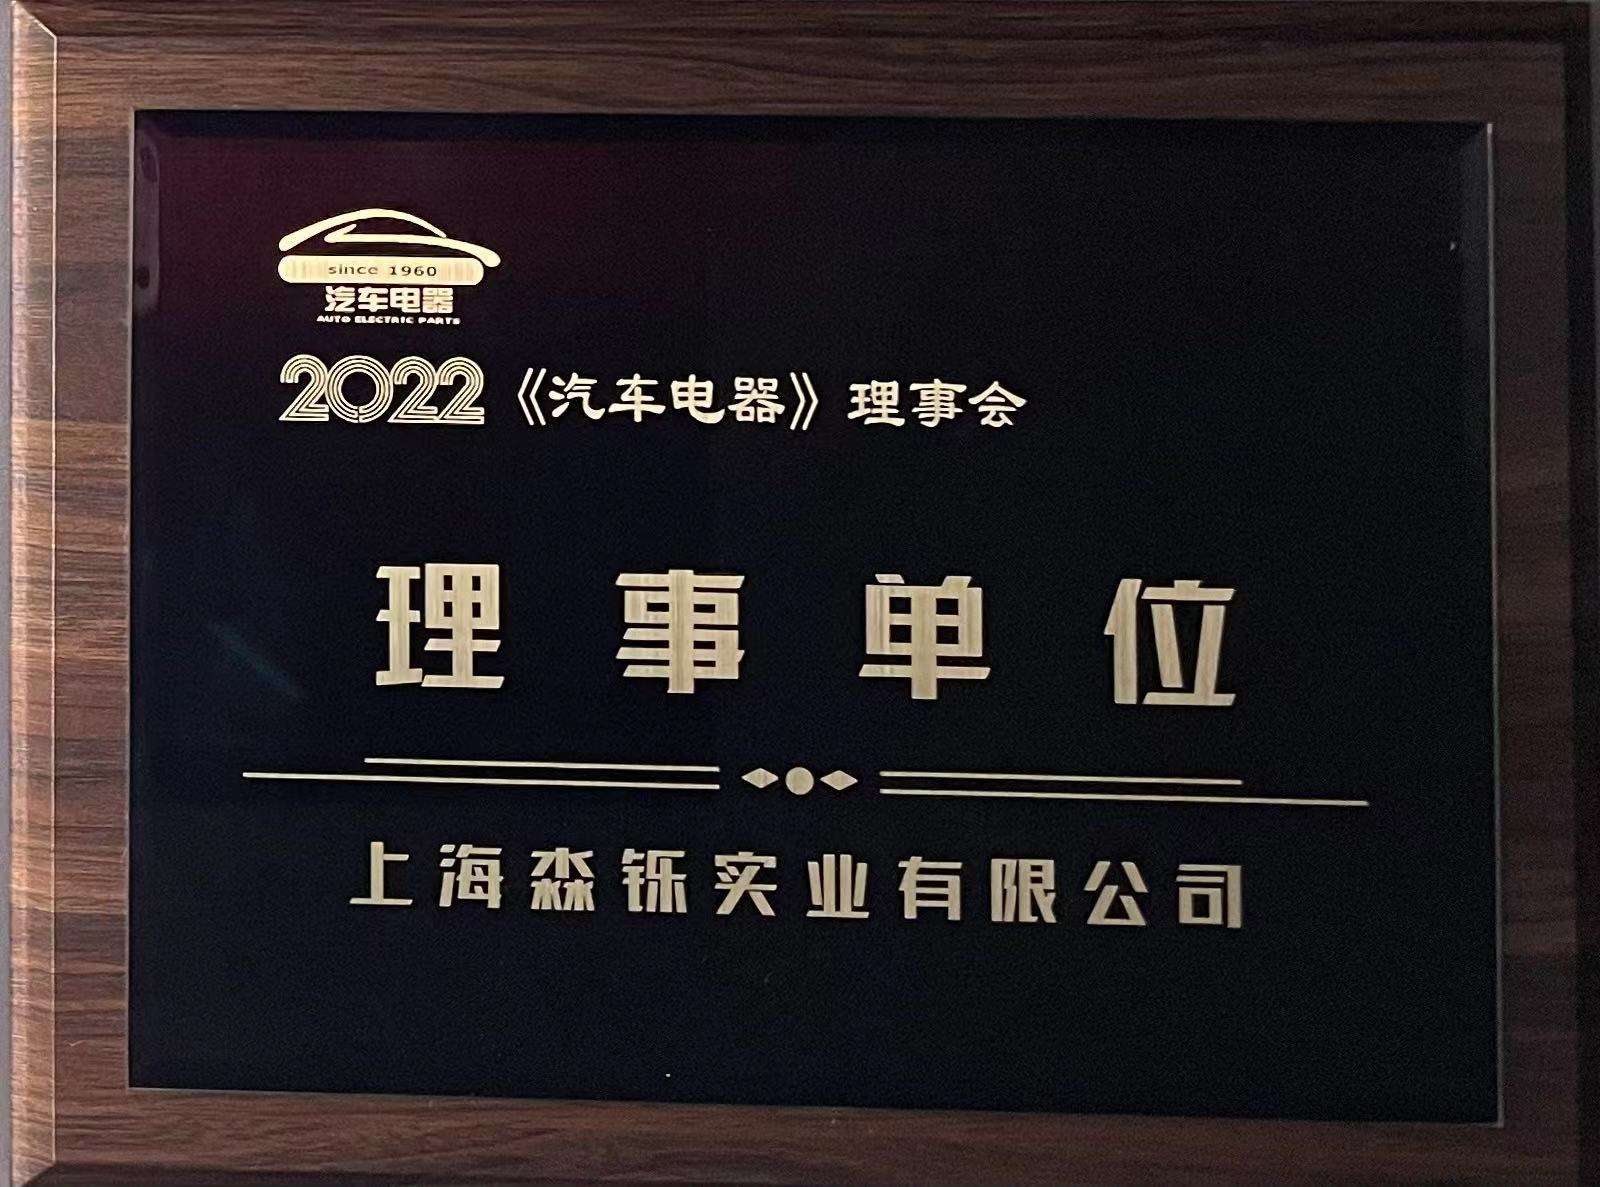 since 1960
汽车电器
AUTO ELECTRIC PARTS
2022《汽车电器》理事会
理事单位
上海淼铄实业有限公司